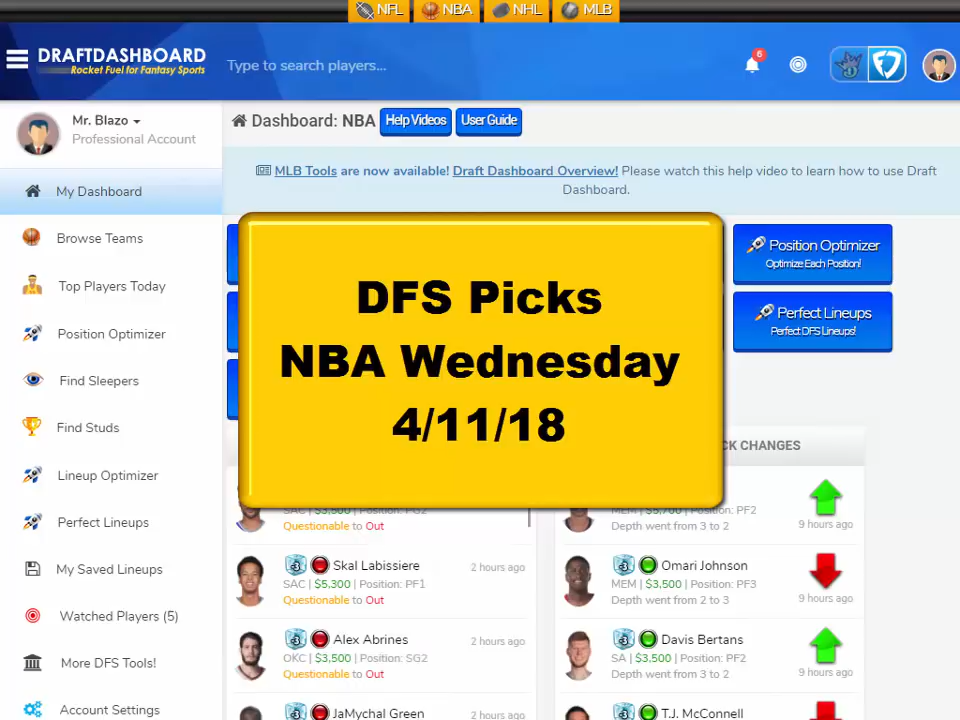 NFL NBA NHL MLB
DRAFTDASHBOARD
Rocket Fuel for Fantasy Sports
Type to search players...
6
Mr. Blazo
Professional Account
Dashboard: NBA Help Videos User Guide
MLB Tools are now available! Draft Dashboard Overview! Please watch this help video to learn how to use Draft
Dashboard.
My Dashboard
Browse Teams
Top Players Today
Position Optimizer
Find Sleepers
Find Studs
Lineup Optimizer
Perfect Lineups
My Saved Lineups
Watched Players (5)
More DFS Tools!
Account Settings
Position Optimizer
Optimize Each Position!
Perfect Lineups
Perfect DFS Lineups!
DFS Picks
NBA Wednesday
4/11/18
CK CHANGES
SAC | $3,500 | Position: PG2
Questionable to Out
Skal Labissiere
2 hours ago
SAC | $5,300 | Position: PF1
Questionable to Out
Alex Abrines
2 hours ago
OKC | $3,500 | Position: SG2
Questionable to Out
JaMychal Green
2 hours ago
MEM | $5,700 | Position: PF2
Depth went from 3 to 2
9 hours ago
Omari Johnson
MEM | $3,500 | Position: PF3
Depth went from 2 to 3
9 hours ago
Davis Bertans
SA | $3,500 | Position: PF2
Depth went from 3 to 2
9 hours ago
T.J. McConnell